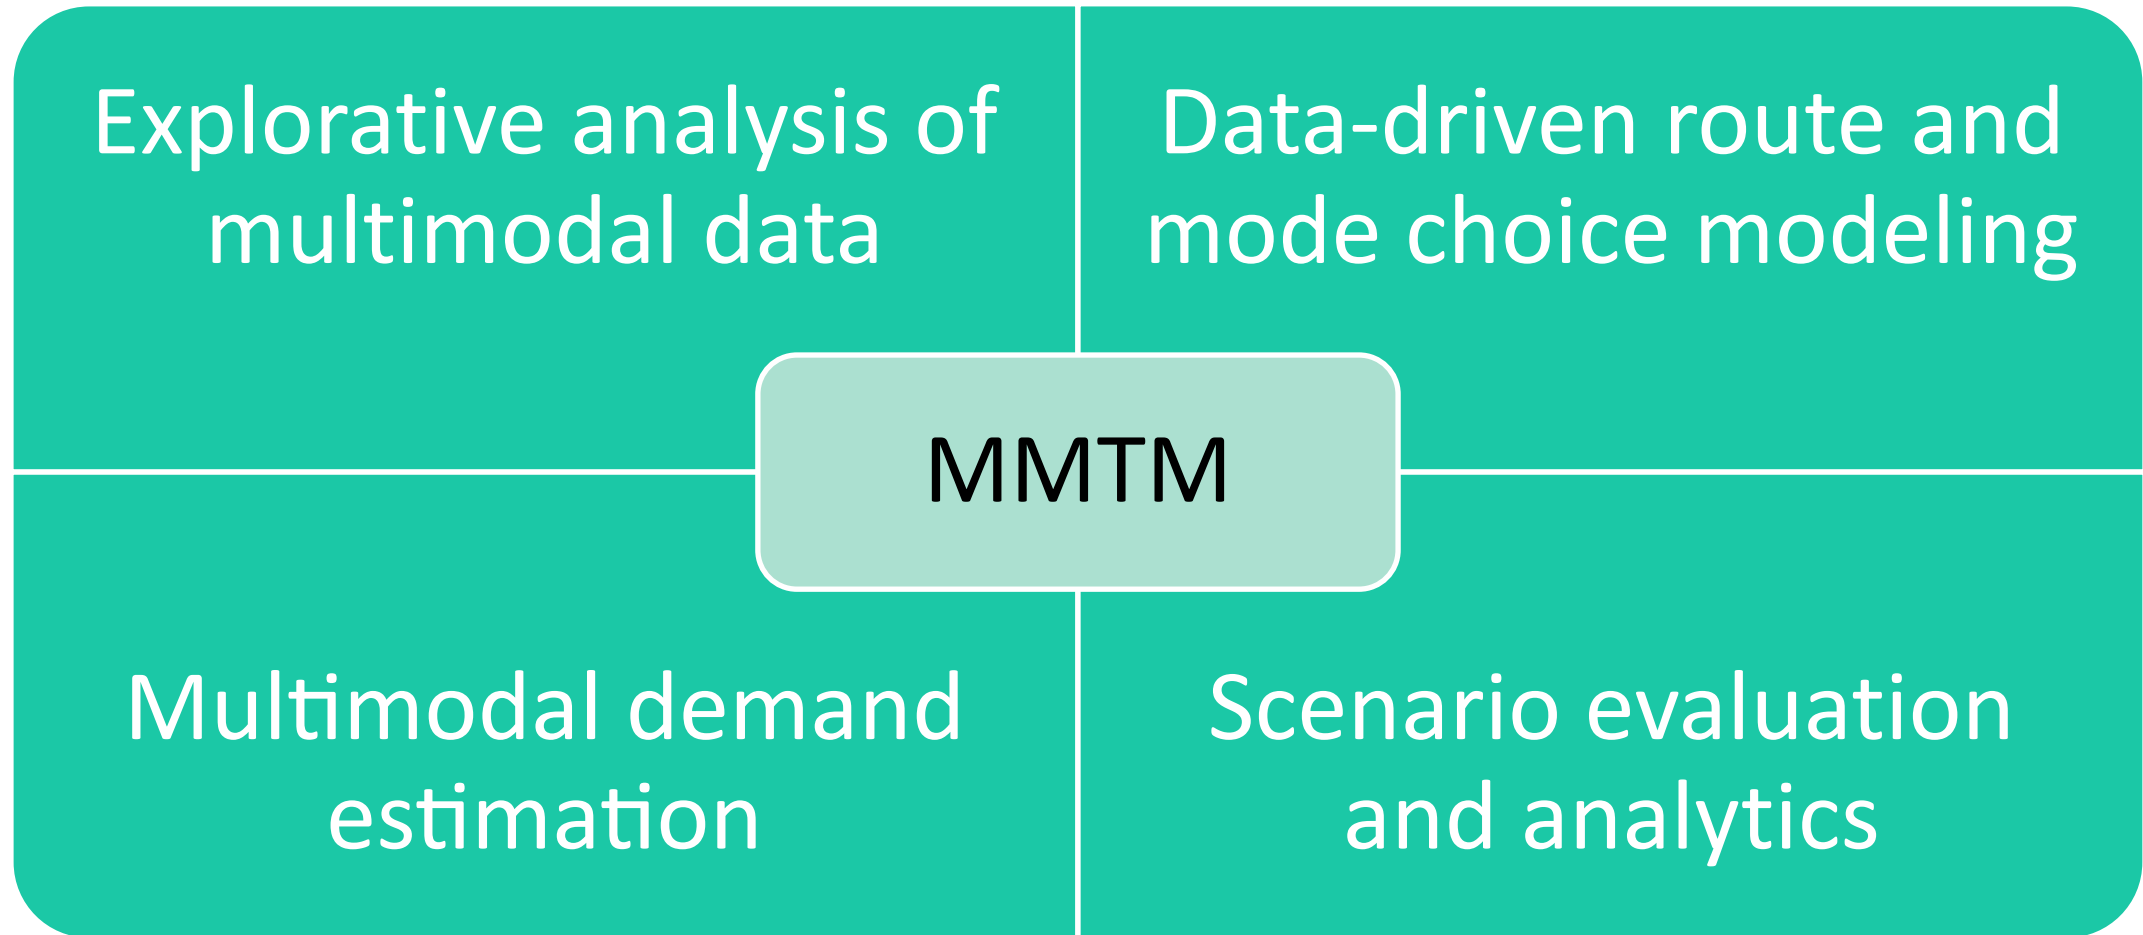 Explorative analysis of
multimodal data
Data-driven route and
mode choice modeling
MMTM
Multimodal demand
estimation
Scenario evaluation
and analytics